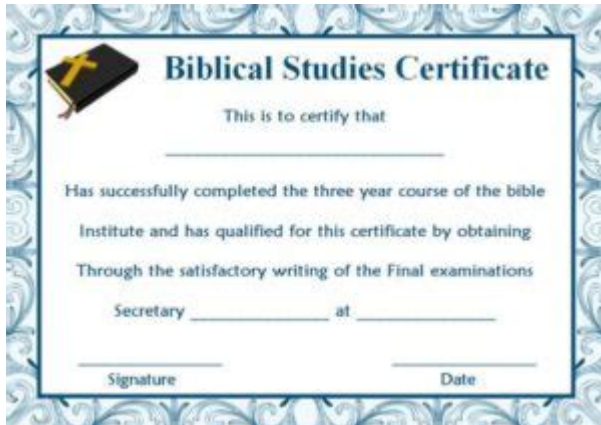 Biblical Studies Certificate
This is to certify that
Has successfully completed the three year course of the bible
Institute and has qualified for this certificate by obtaining
Through the satisfactory writing of the Final examinations
Secretary ________________ at ________________
Signature Date